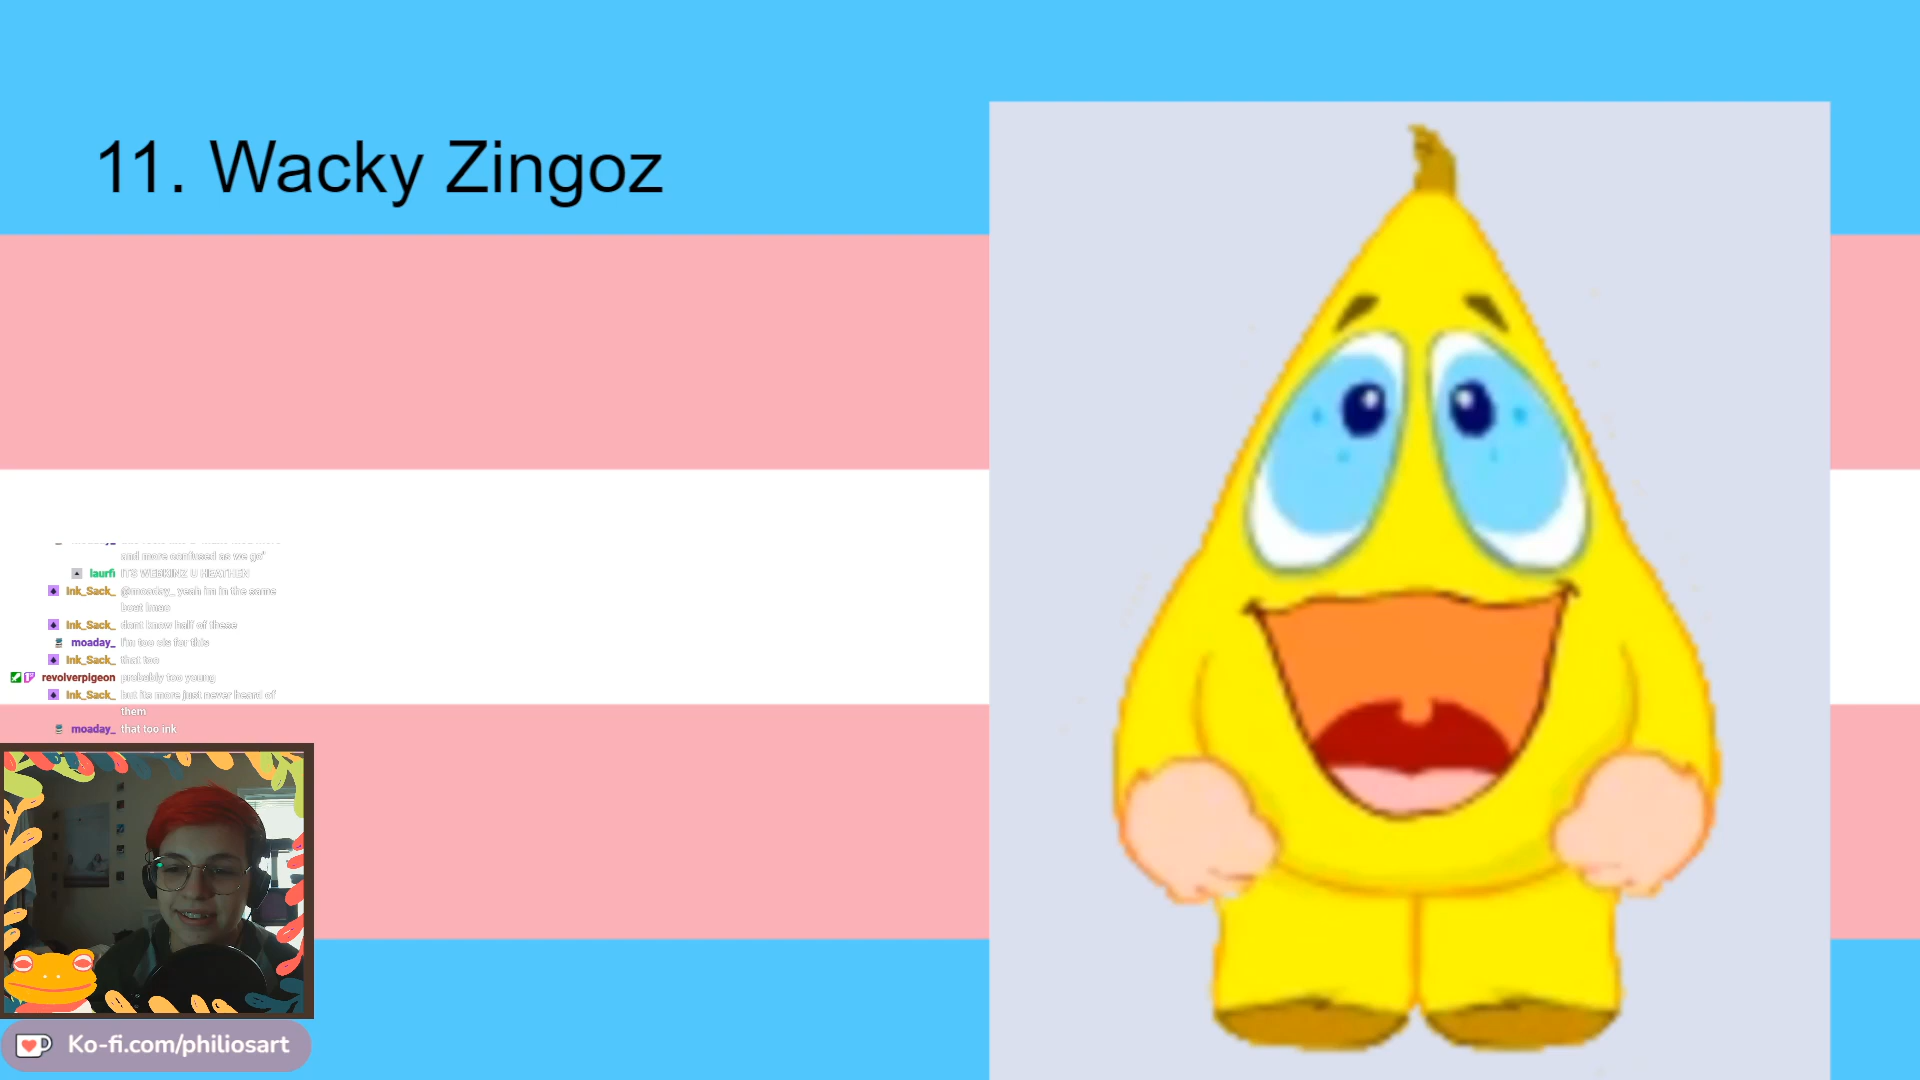 11. Wacky Zingoz
and more confused as we go"
laurfi ITS WEBKINZ U HEATHEN
Ink_Sack_ @moaday_ yeah im in the same
boat lmao
Ink_Sack_ dont know half of these
moaday_ I'm too cis for this
Ink_Sack_ that too
revolverpigeon probably too young
Ink_Sack_ but its more just never heard of
them
moaday_ that too ink
Ko-fi.com/philiosart